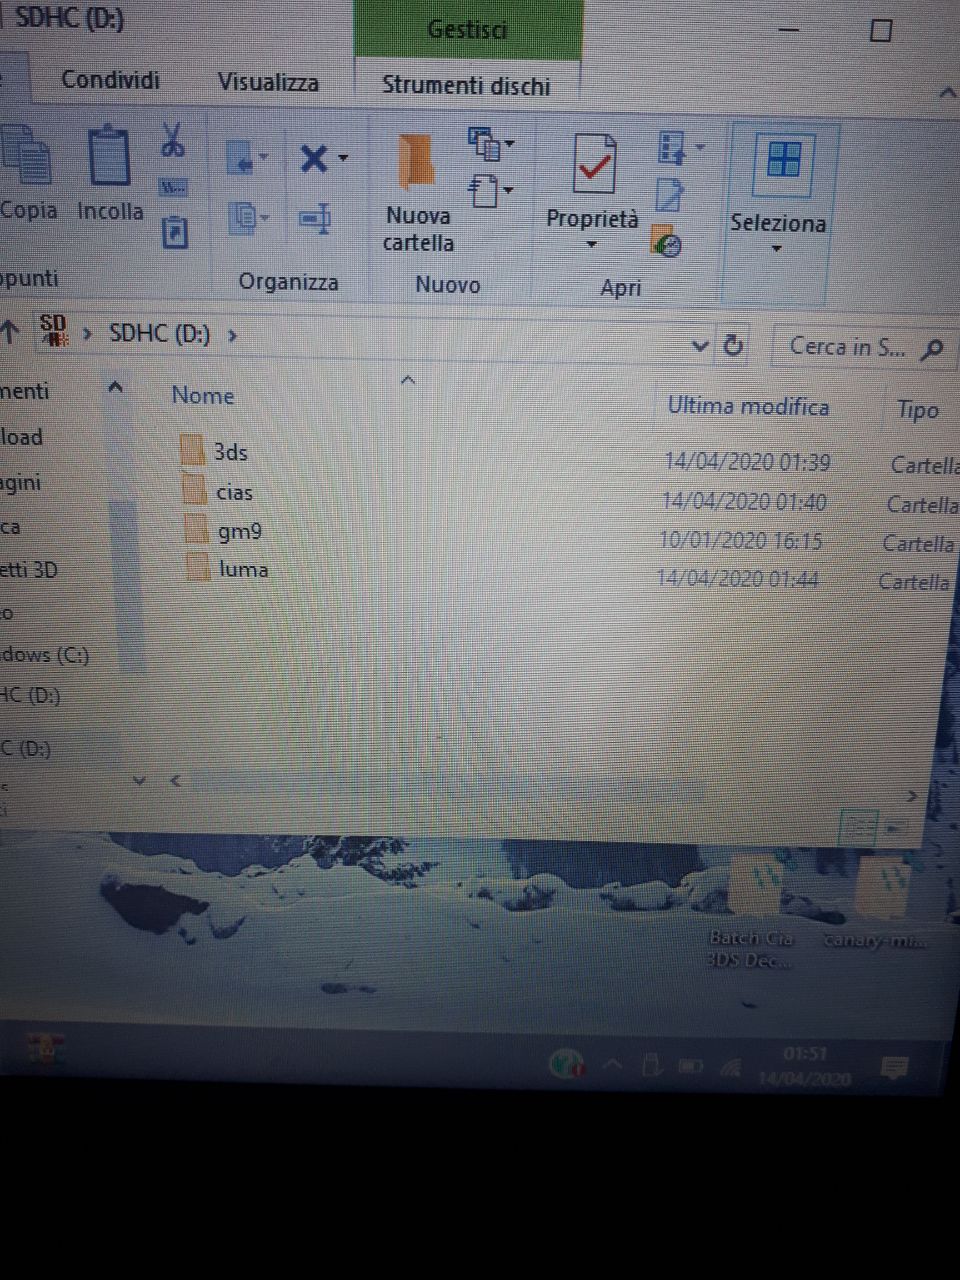 SDHC (D:)
Gestisci
Condividi
Visualizza
Strumenti dischi
Copia
Incolla
Nuova
cartella
Proprietà
Seleziona
punti
Organizza
Nuovo
Apri
SD
SDHC (D:)
Cerca in S...
menti
load
agini
ca
etti 3D
o
dows (C:)
HC (D:)
C (D:)
Nome
Ultima modifica
Tipo
3ds
14/04/2020 01:39
Cartella
cias
14/04/2020 01:40
Cartella
gm9
10/01/2020 16:15
Cartella
luma
14/04/2020 01:44
Cartella
Batch Cia
3DS Dec...
canary-mi...
01:51
14/04/2020